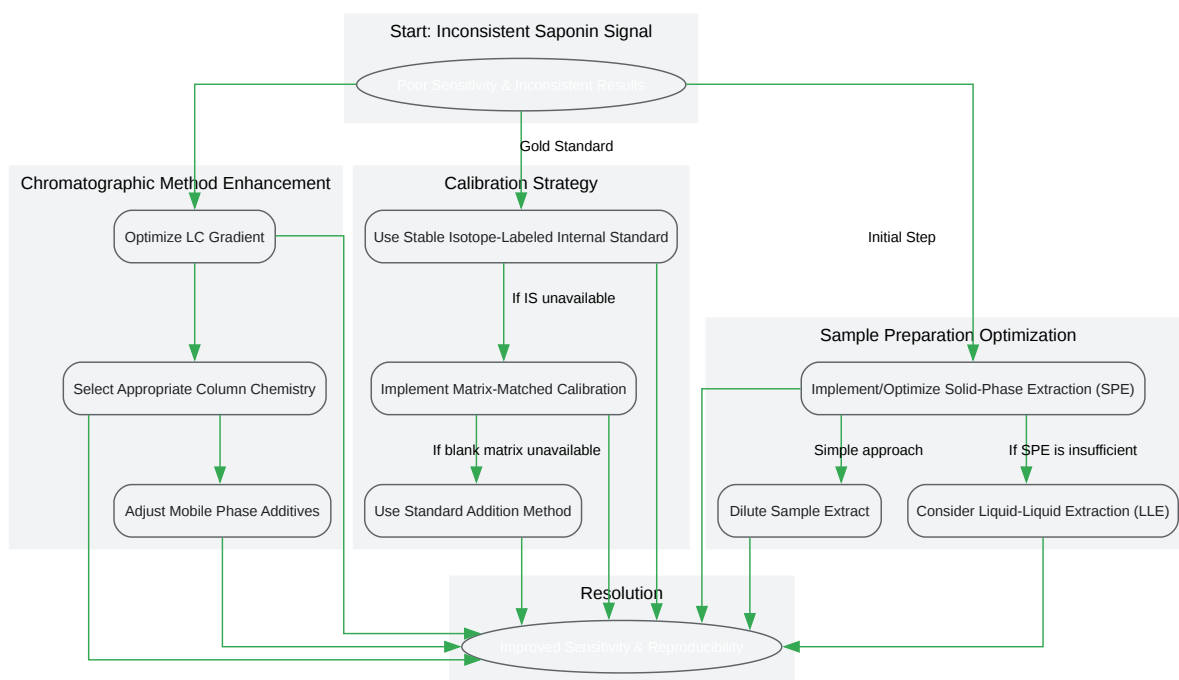 Start: Inconsistent Saponin Signal
Poor Sensitivity & Inconsistent Results
Gold Standard
Chromatographic Method Enhancement
Calibration Strategy
Optimize LC Gradient
Use Stable Isotope-Labeled Internal Standard
Initial Step
If IS unavailable
Sample Preparation Optimization
Select Appropriate Column Chemistry
Implement Matrix-Matched Calibration
Implement/Optimize Solid-Phase Extraction (SPE)
If blank matrix unavailable
Simple approach
If SPE is insufficient
Adjust Mobile Phase Additives
Use Standard Addition Method
Dilute Sample Extract
Consider Liquid-Liquid Extraction (LLE)
Resolution
Improved Sensitivity & Reproducibility